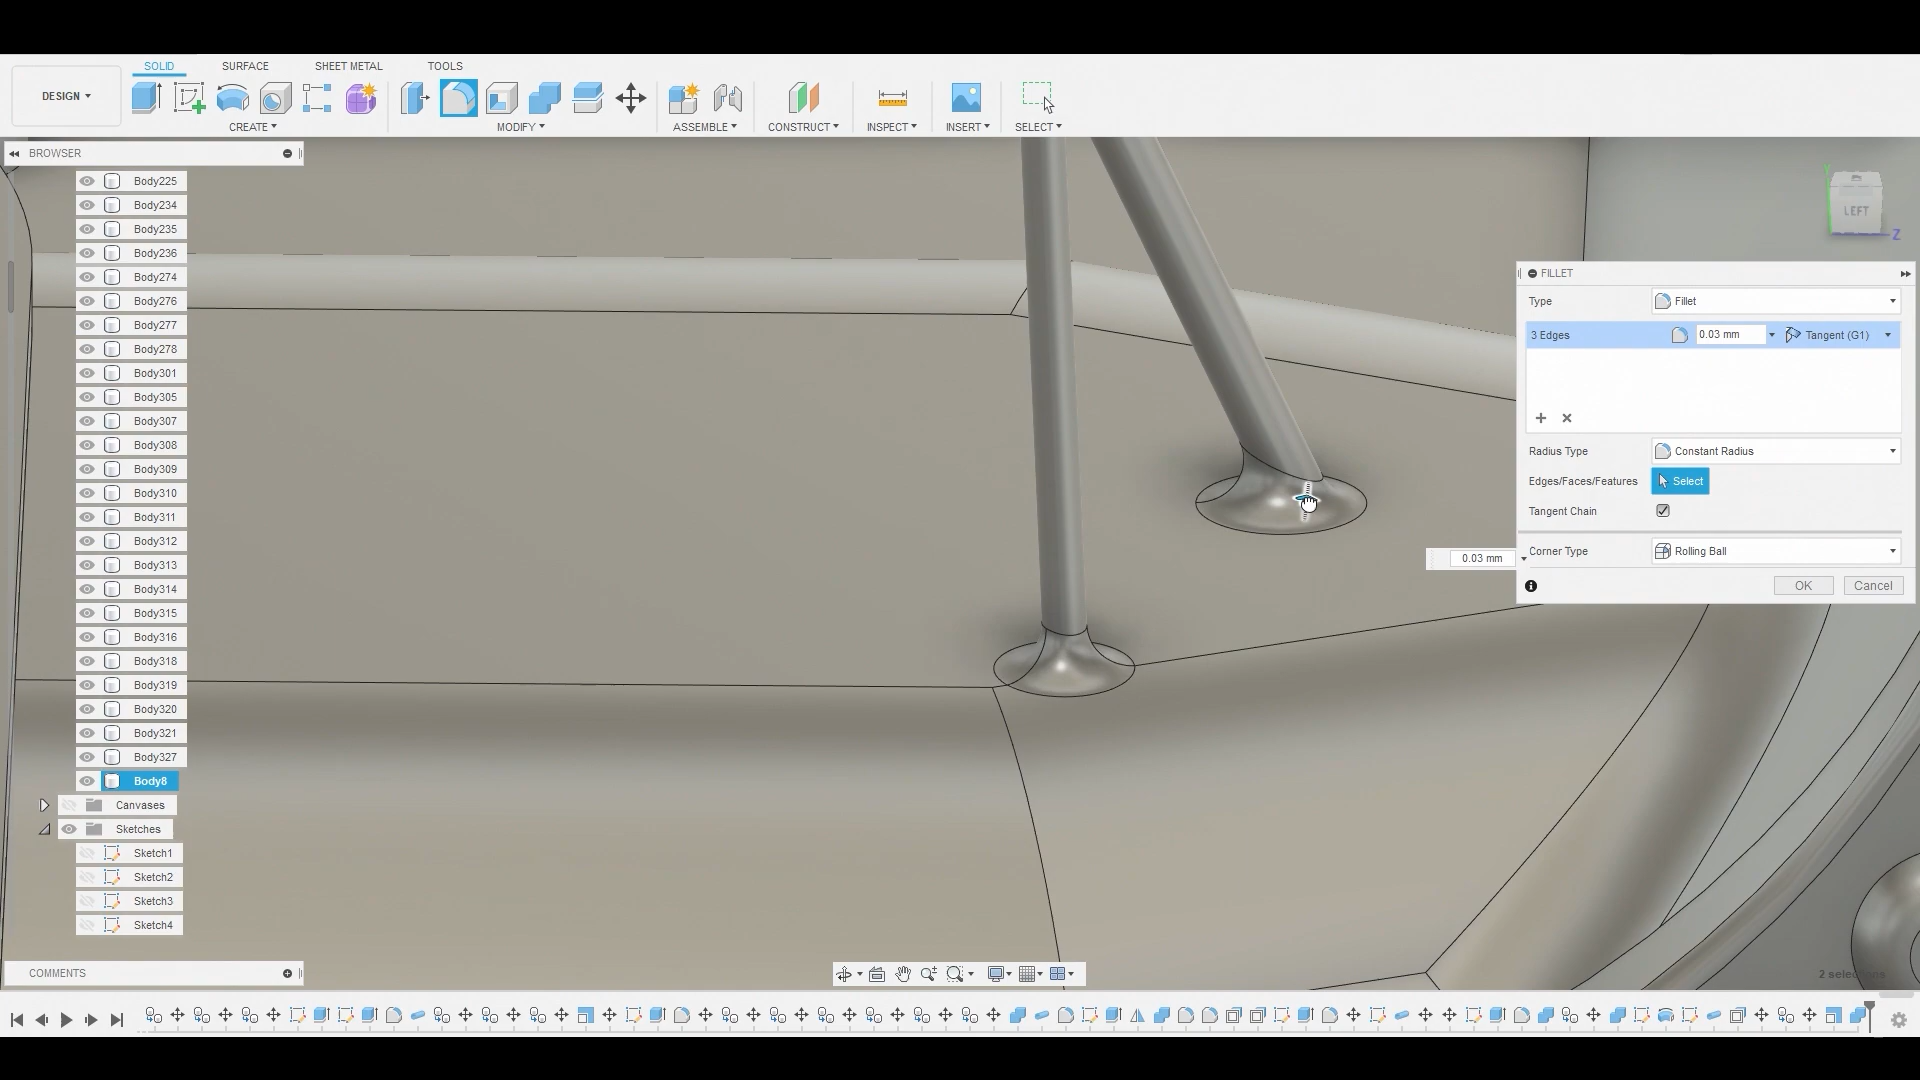 SOLID
SURFACE
SHEET METAL
TOOLS
DESIGN
CREATE
MODIFY
ASSEMBLE
CONSTRUCT
INSPECT
INSERT
SELECT
BROWSER
Body225
Body234
Body235
Body236
Body274
Body276
Body277
Body278
Body301
Body305
Body307
Body308
Body309
Body310
Body311
Body312
Body313
Body314
Body315
Body316
Body318
Body319
Body320
Body321
Body327
Body8
Canvases
Sketches
Sketch1
Sketch2
Sketch3
Sketch4
COMMENTS
LEFT
Y
Z
FILLET
Type
Fillet
3 Edges
0.03 mm
Tangent (G1)
Radius Type
Constant Radius
Edges/Faces/Features
Select
Tangent Chain
Corner Type
Rolling Ball
OK
Cancel
0.03 mm
2 selections